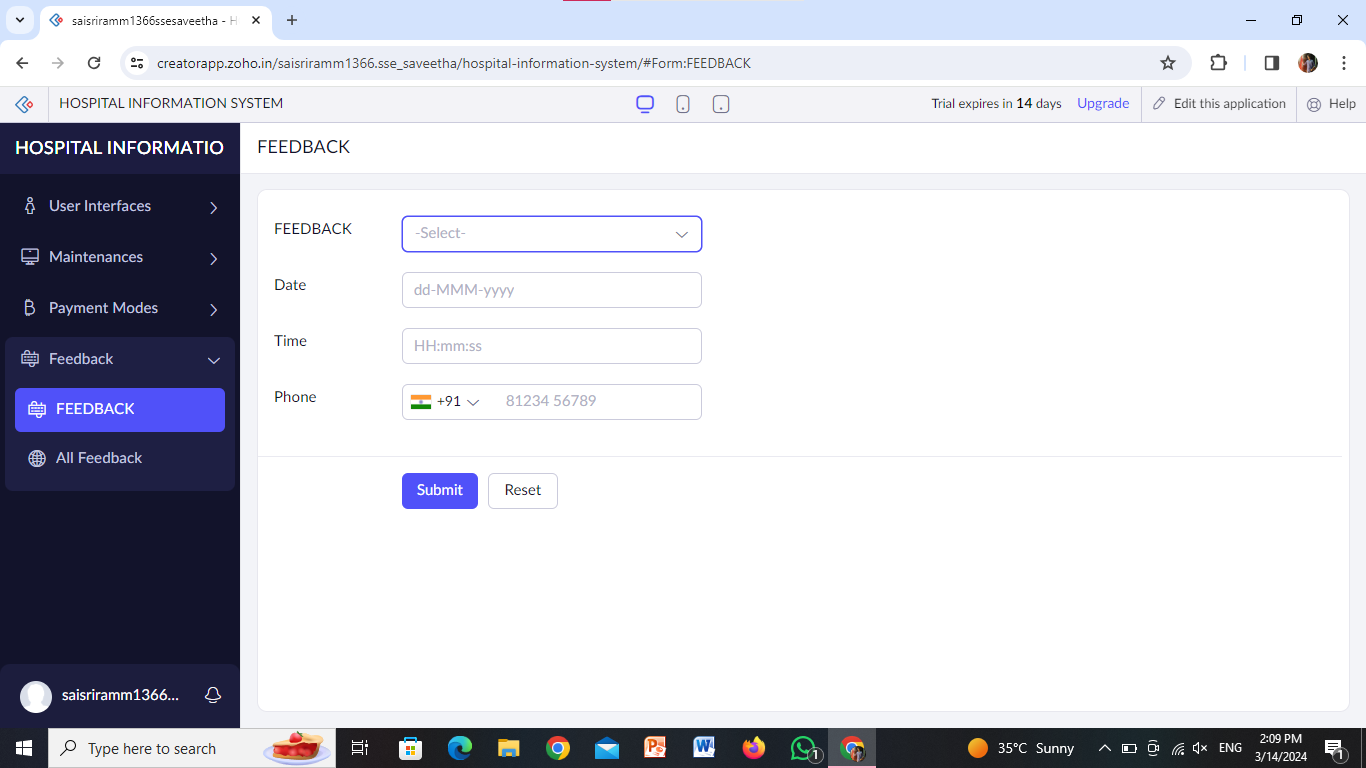 saisriramm1366ssesaveetha - H
creatorapp.zoho.in/saisriramm1366.sse_saveetha/hospital-information-system/#Form:FEEDBACK
HOSPITAL INFORMATION SYSTEM
Trial expires in 14 days
Upgrade
Edit this application
Help
HOSPITAL INFORMATIO
User Interfaces
Maintenances
Payment Modes
Feedback
FEEDBACK
All Feedback
saisriramm1366...
FEEDBACK
FEEDBACK
-Select-
Date
dd-MMM-yyyy
Time
HH:mm:ss
Phone
+91
81234 56789
Submit
Reset
Type here to search
1
35°C Sunny
ENG
2:09 PM
3/14/2024
1